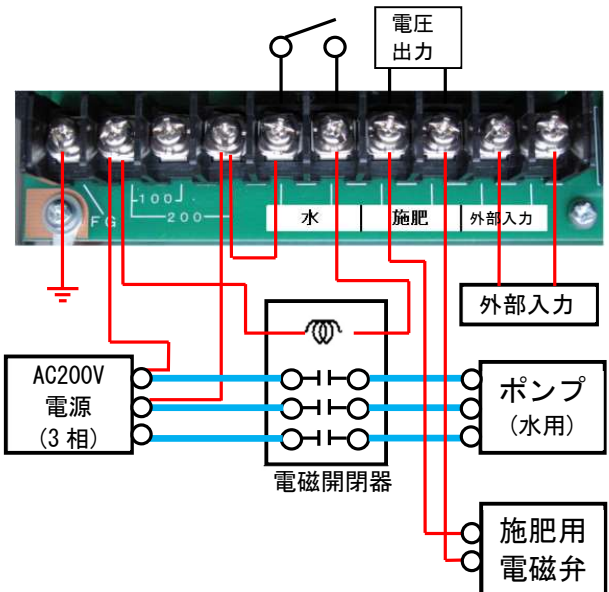 電圧
出力
FG
100
200
水
施肥
外部入力
外部入力
AC200V
電源
(3相)
ポンプ
(水用)
電磁開閉器
施肥用
電磁弁